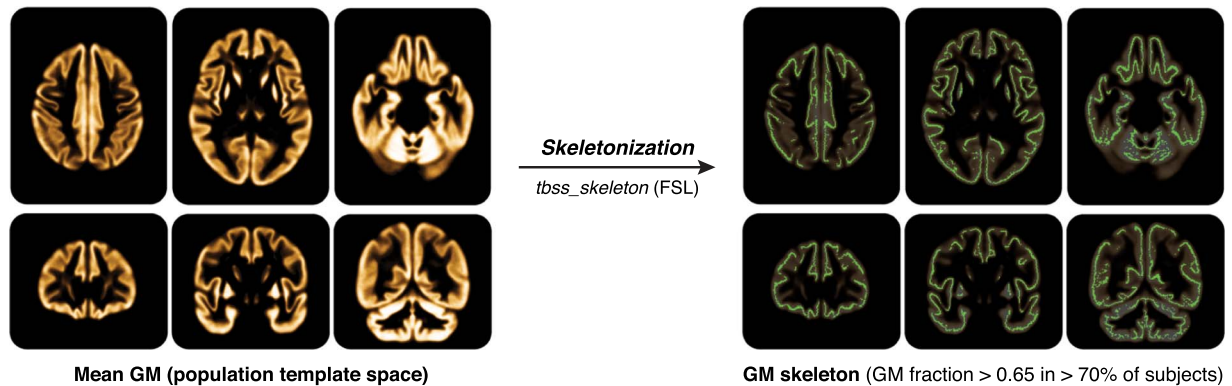 Skeletonization
tbss_skeleton (FSL)
Mean GM (population template space)
GM skeleton (GM fraction > 0.65 in > 70% of subjects)